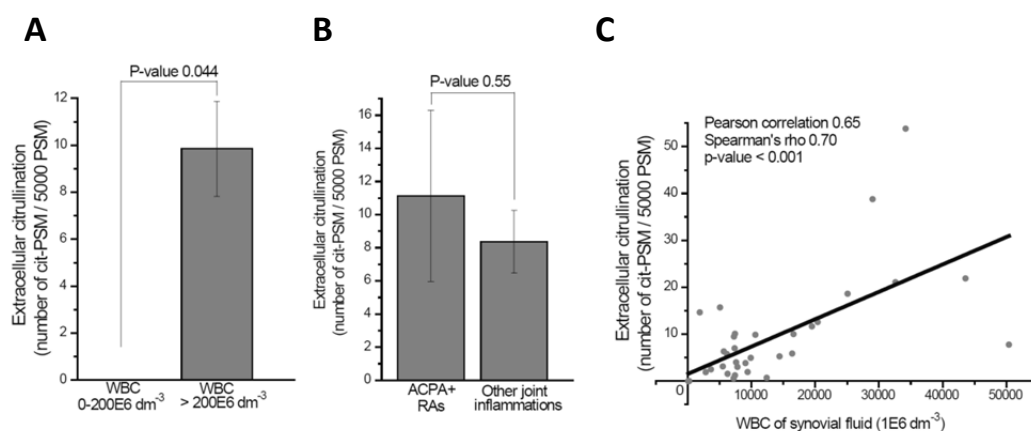 A
P-value 0.044
Extracellular citrullination
(number of cit-PSM / 5000 PSM)
12
10
8
6
4
2
0
WBC
0-200E6 dm-3
WBC
> 200E6 dm-3
B
P-value 0.55
Extracellular citrullination
(number of cit-PSM / 5000 PSM)
16
14
12
10
8
6
4
2
0
ACPA+
RAs
Other joint
inflammations
C
Pearson correlation 0.65
Spearman's rho 0.70
p-value < 0.001
Extracellular citrullination
(number of cit-PSM / 5000 PSM)
50
40
30
20
10
0
0
10000
20000
30000
40000
50000
WBC of synovial fluid (1E6 dm-3)